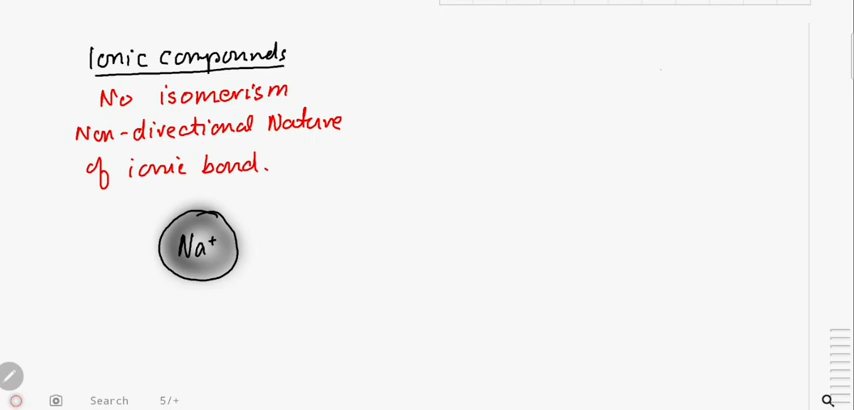 Ionic compounds
No isomerism
Non-directional Nature
of ionic bond.
Na⁺
Search 5/+